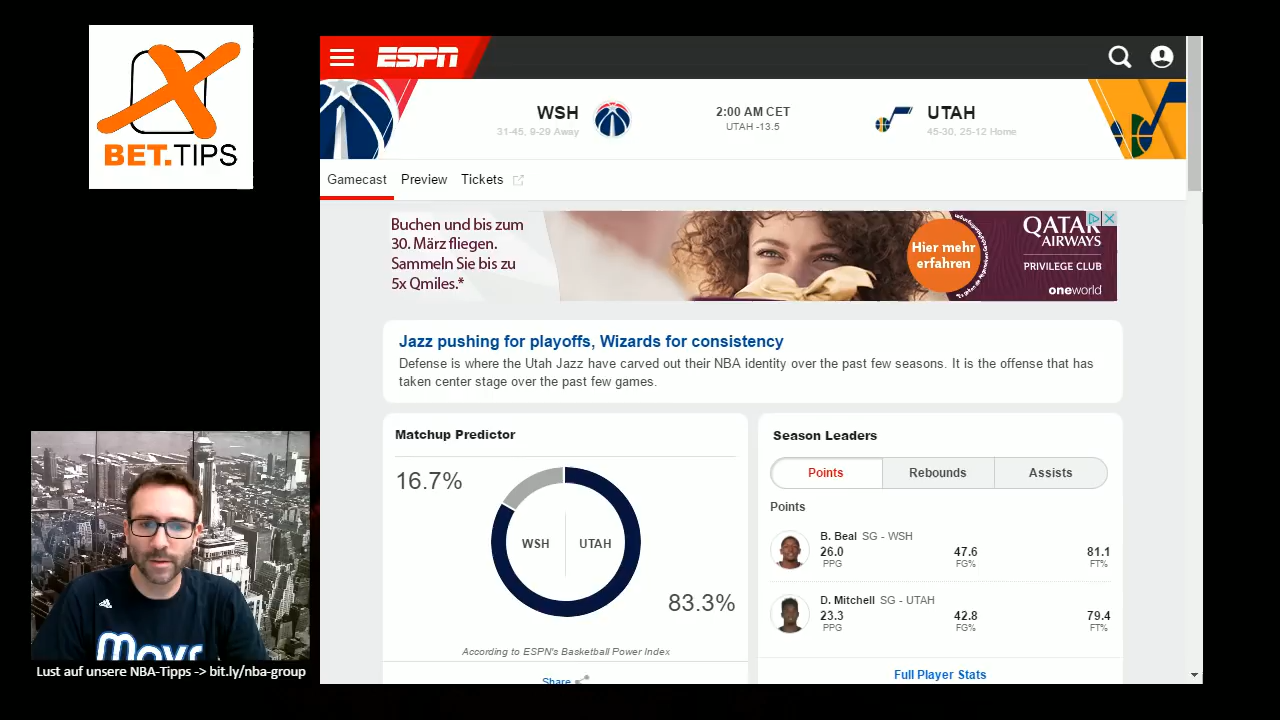 X
BET.TIPS
ESPN
WSH
31-45, 9-29 Away
2:00 AM CET
UTAH -13.5
UTAH
45-30, 25-12 Home
Gamecast
Preview
Tickets
Buchen und bis zum
30. März fliegen.
Sammeln Sie bis zu
5x Qmiles.*
Hier mehr
erfahren
QATAR
AIRWAYS
PRIVILEGE CLUB
oneworld
Jazz pushing for playoffs, Wizards for consistency
Defense is where the Utah Jazz have carved out their NBA identity over the past few seasons. It is the offense that has
taken center stage over the past few games.
Matchup Predictor
16.7%
WSH
UTAH
83.3%
According to ESPN's Basketball Power Index
Share
Season Leaders
Points
Rebounds
Assists
Points
B. Beal SG - WSH
26.0
47.6
81.1
PPG
FG%
FT%
D. Mitchell SG - UTAH
23.3
42.8
79.4
PPG
FG%
FT%
Full Player Stats
Lust auf unsere NBA-Tipps -> bit.ly/nba-group